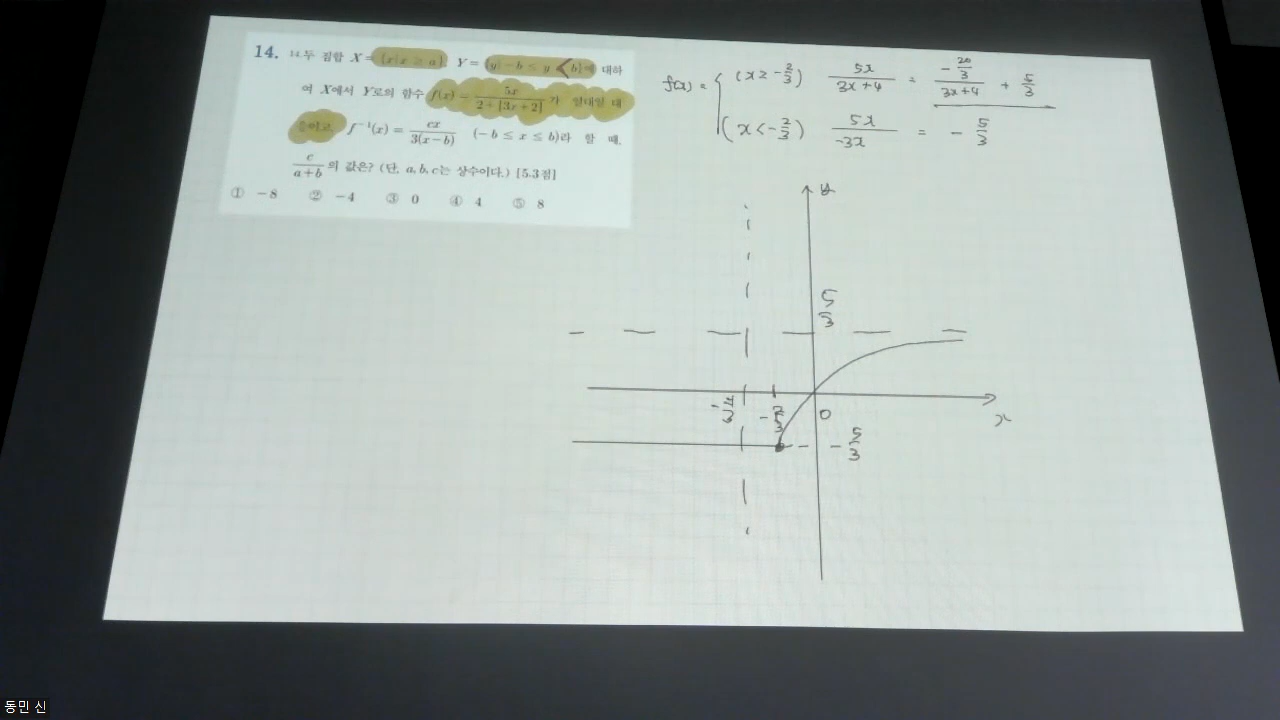 14. 14.두 집합 X={x|x ≥ a}, Y={y|-b ≤ y < b}에 대하
여 X에서 Y로의 함수 f(x)=5x/(2+|3x+2|)가 일대일 대
응이고, f⁻¹(x)=cx/(3(x-b)) (-b ≤ x ≤ b)라 할 때,
c/(a+b)의 값은? (단, a, b, c는 상수이다.) [5.3점]
① -8 ② -4 ③ 0 ④ 4 ⑤ 8
f(x) = { (x ≥ -2/3) 5x/(3x+4) = (-20/3)/(3x+4) + 5/3
(x < -2/3) 5x/-3x = -5/3
y
5/3
-4/3 -2/3 0
x
-5/3
동민 신